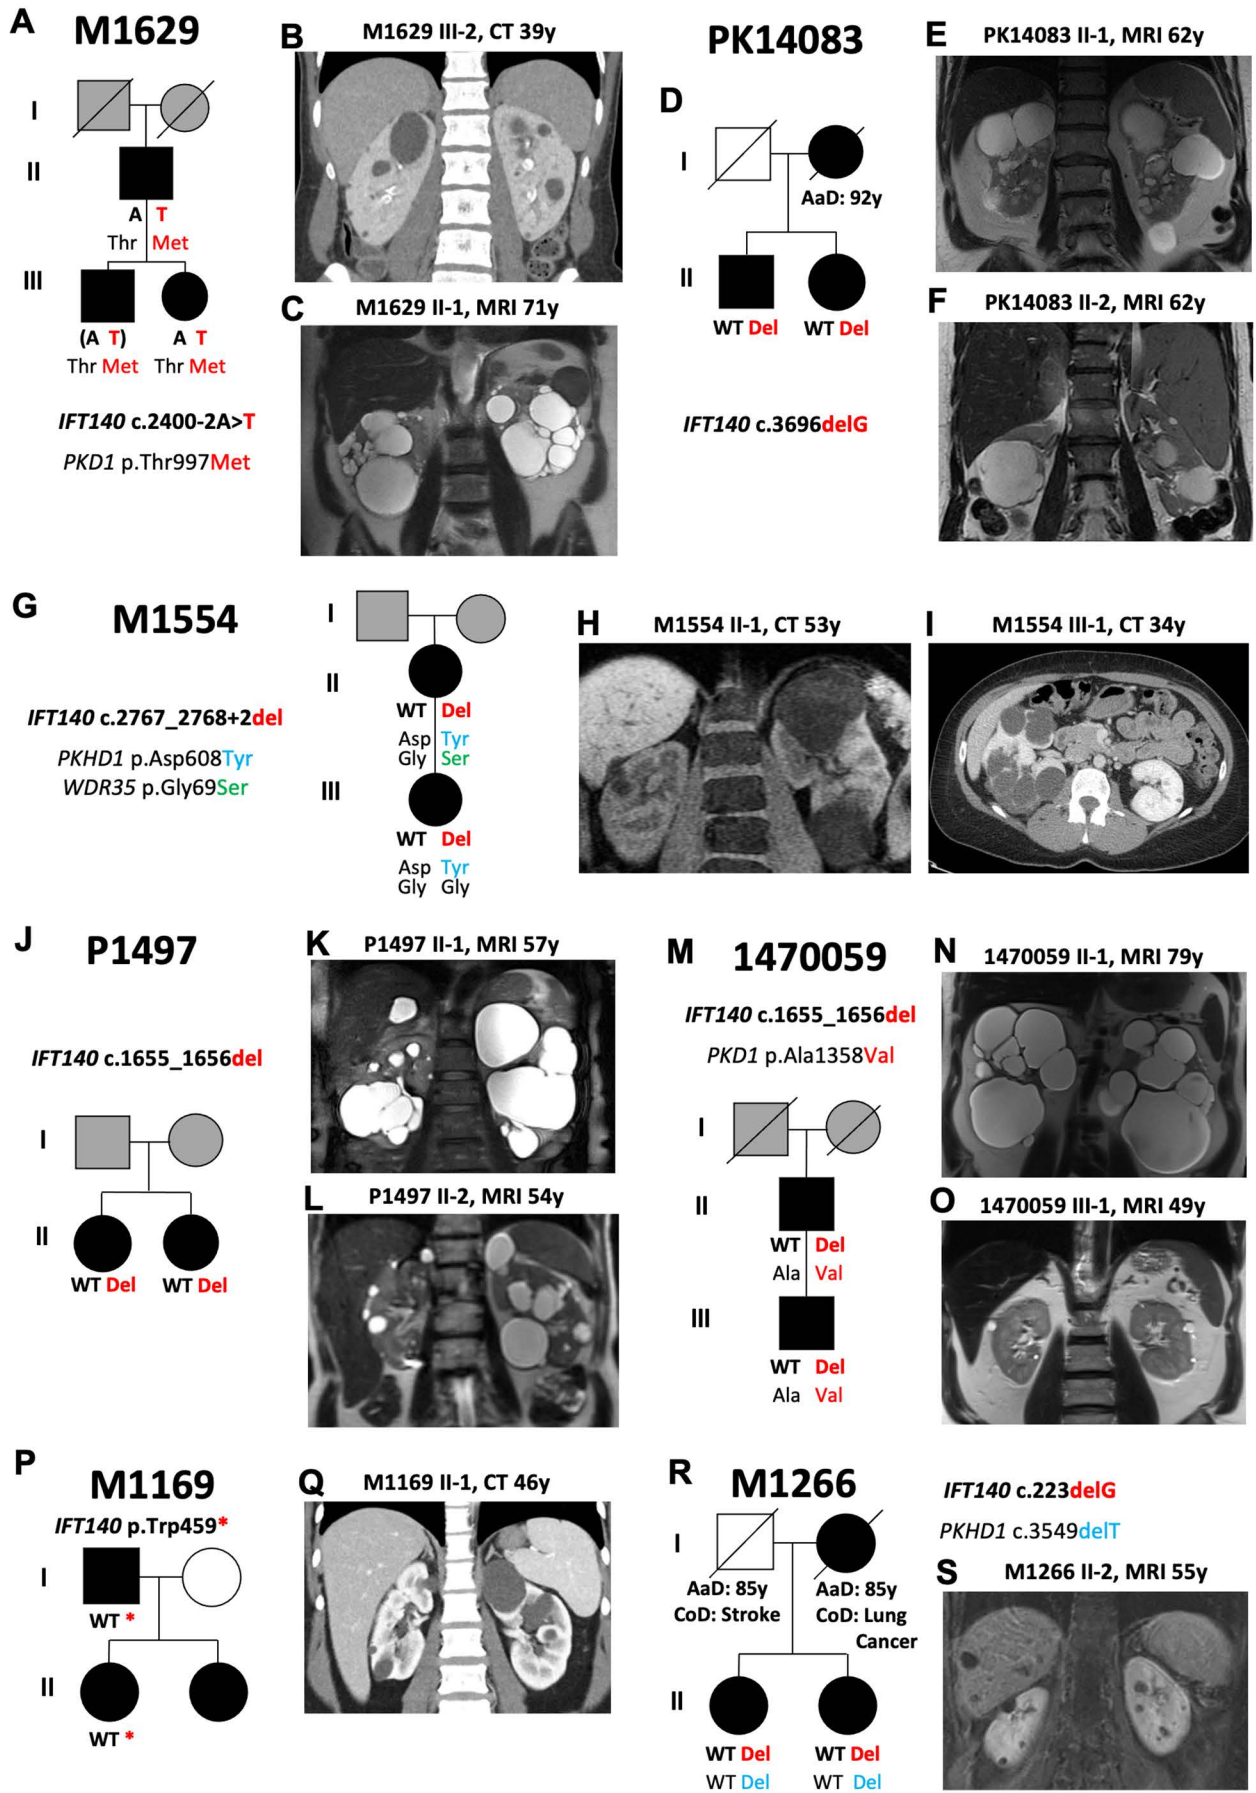 A M1629
I
II
A T
Thr Met
III
(A T) A T
Thr Met Thr Met
IFT140 c.2400-2A>T
PKD1 p.Thr997Met
B M1629 III-2, CT 39y
C M1629 II-1, MRI 71y
PK14083
D
I
AaD: 92y
II
WT Del WT Del
IFT140 c.3696delG
E PK14083 II-1, MRI 62y
F PK14083 II-2, MRI 62y
G M1554
IFT140 c.2767_2768+2del
PKHD1 p.Asp608Tyr
WDR35 p.Gly69Ser
I
II
WT Del
Asp Tyr
Gly Ser
III
WT Del
Asp Tyr
Gly Gly
H M1554 II-1, CT 53y
I M1554 III-1, CT 34y
J P1497
IFT140 c.1655_1656del
I
II
WT Del WT Del
K P1497 II-1, MRI 57y
L P1497 II-2, MRI 54y
M 1470059
IFT140 c.1655_1656del
PKD1 p.Ala1358Val
I
II
WT Del
Ala Val
III
WT Del
Ala Val
N 1470059 II-1, MRI 79y
O 1470059 III-1, MRI 49y
P M1169
IFT140 p.Trp459*
I
WT *
II
WT *
Q M1169 II-1, CT 46y
R M1266
I
AaD: 85y AaD: 85y
CoD: Stroke CoD: Lung
Cancer
II
WT Del WT Del
WT Del WT Del
IFT140 c.223delG
PKHD1 c.3549delT
S M1266 II-2, MRI 55y